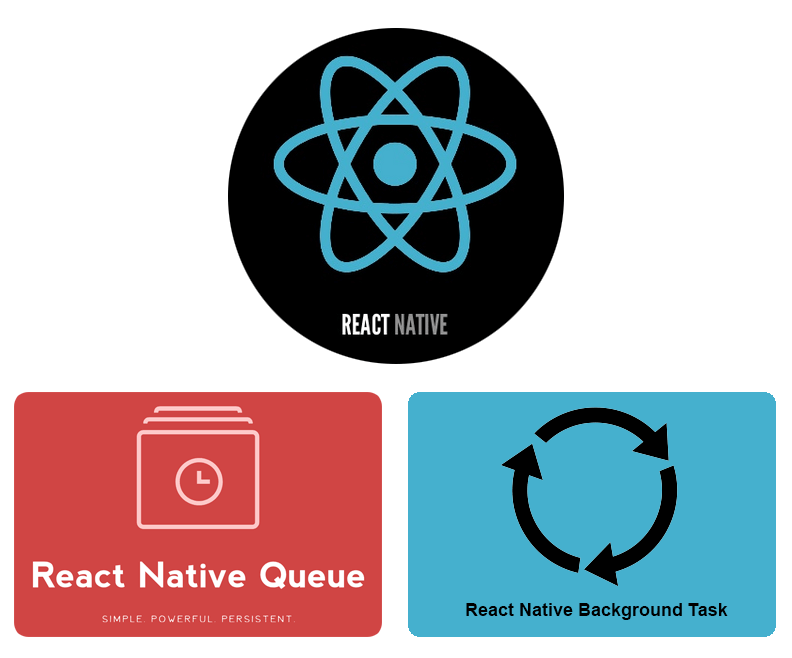 REACT NATIVE
React Native Queue
SIMPLE. POWERFUL. PERSISTENT.
React Native Background Task